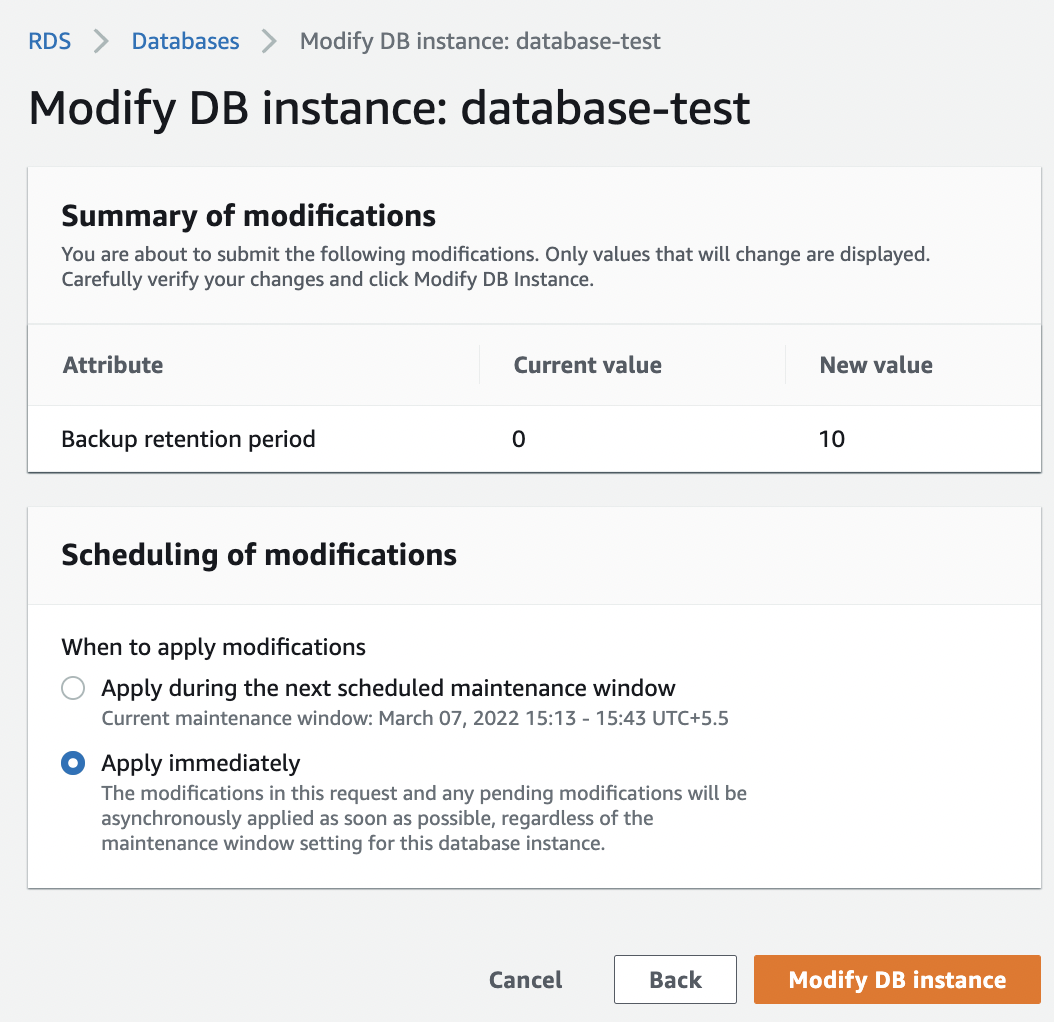 RDS > Databases > Modify DB instance: database-test
Modify DB instance: database-test
Summary of modifications
You are about to submit the following modifications. Only values that will change are displayed.
Carefully verify your changes and click Modify DB Instance.
Attribute Current value New value
Backup retention period 0 10
Scheduling of modifications
When to apply modifications
Apply during the next scheduled maintenance window
Current maintenance window: March 07, 2022 15:13 - 15:43 UTC+5.5
Apply immediately
The modifications in this request and any pending modifications will be
asynchronously applied as soon as possible, regardless of the
maintenance window setting for this database instance.
Cancel Back Modify DB instance